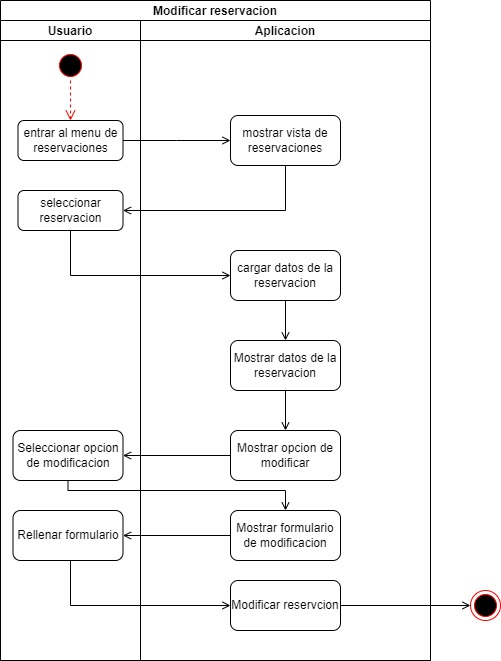 Modificar reservacion
Usuario
Aplicacion
entrar al menu de
reservaciones
mostrar vista de
reservaciones
seleccionar
reservacion
cargar datos de la
reservacion
Mostrar datos de la
reservacion
Seleccionar opcion
de modificacion
Mostrar opcion de
modificar
Rellenar formulario
Mostrar formulario
de modificacion
Modificar reservcion